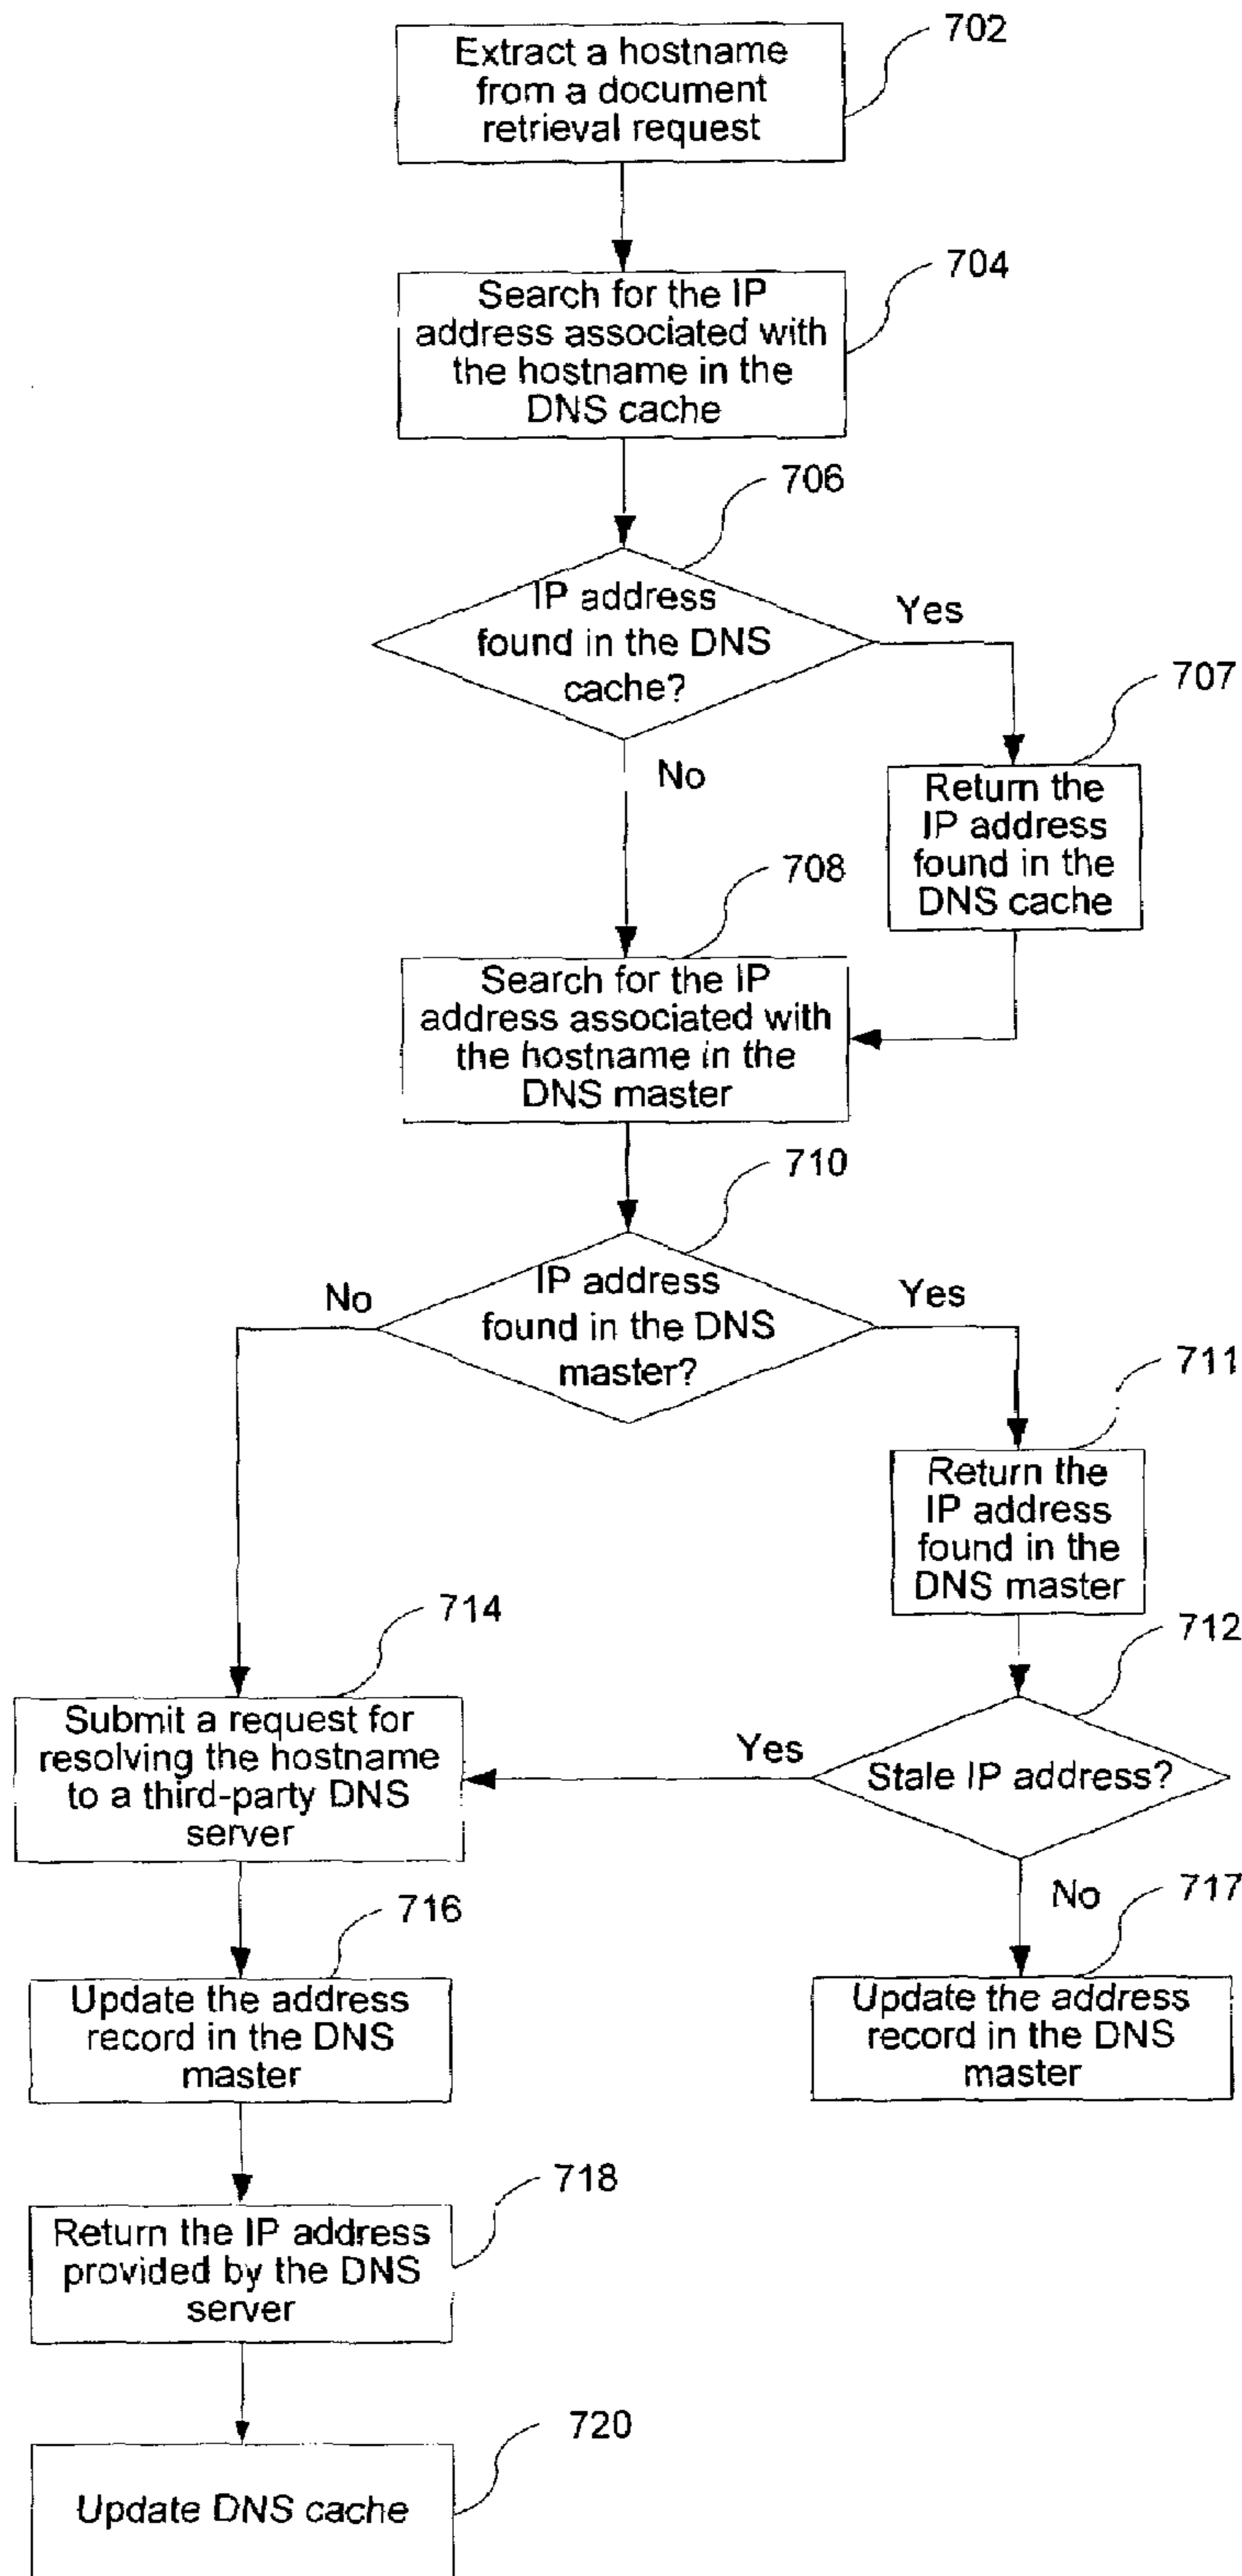 702
Extract a hostname
from a document
retrieval request
704
Search for the IP
address associated with
the hostname in the
DNS cache
706
IP address
found in the DNS
cache?
Yes
No
707
Return the
IP address
found in the
DNS cache
708
Search for the IP
address associated with
the hostname in the
DNS master
710
IP address
found in the DNS
master?
No
Yes
711
Return the
IP address
found in the
DNS master
714
Submit a request for
resolving the hostname
to a third-party DNS
server
712
Stale IP address?
Yes
No
716
Update the address
record in the DNS
master
717
Update the address
record in the DNS
master
718
Return the IP address
provided by the DNS
server
720
Update DNS cache